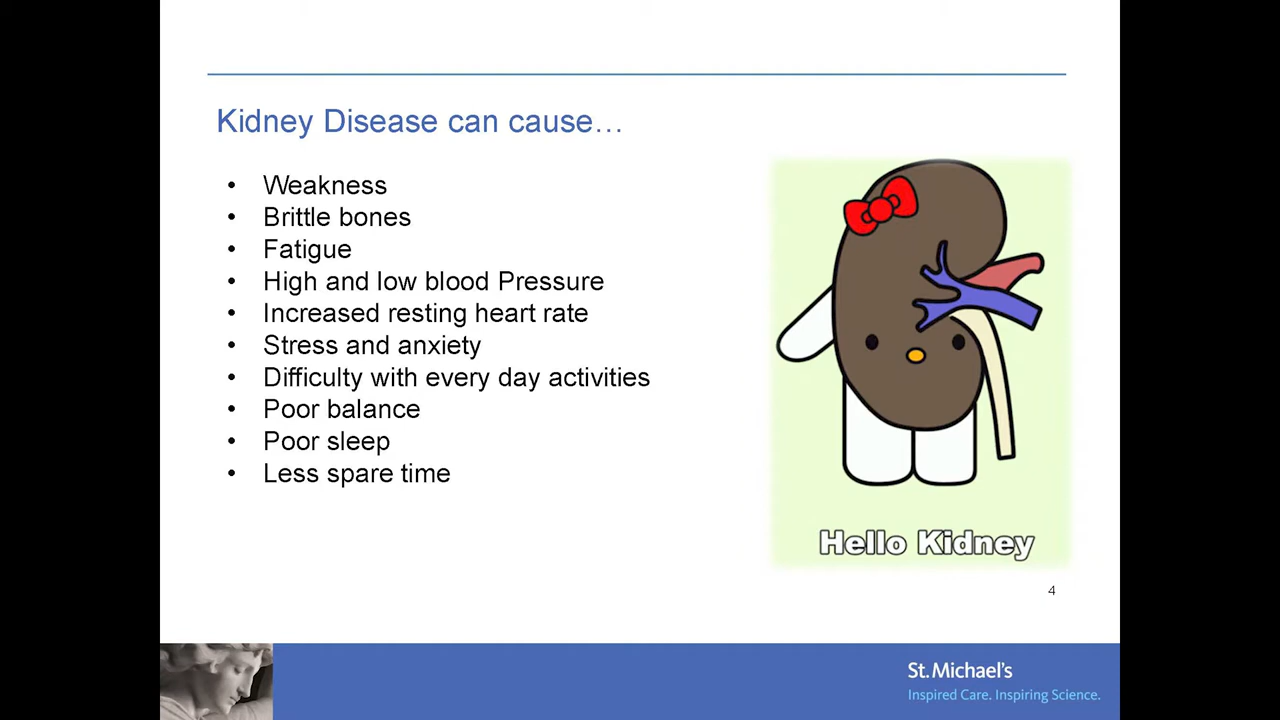 Kidney Disease can cause…
• Weakness
• Brittle bones
• Fatigue
• High and low blood Pressure
• Increased resting heart rate
• Stress and anxiety
• Difficulty with every day activities
• Poor balance
• Poor sleep
• Less spare time
Hello Kidney
4
St. Michael's
Inspired Care. Inspiring Science.